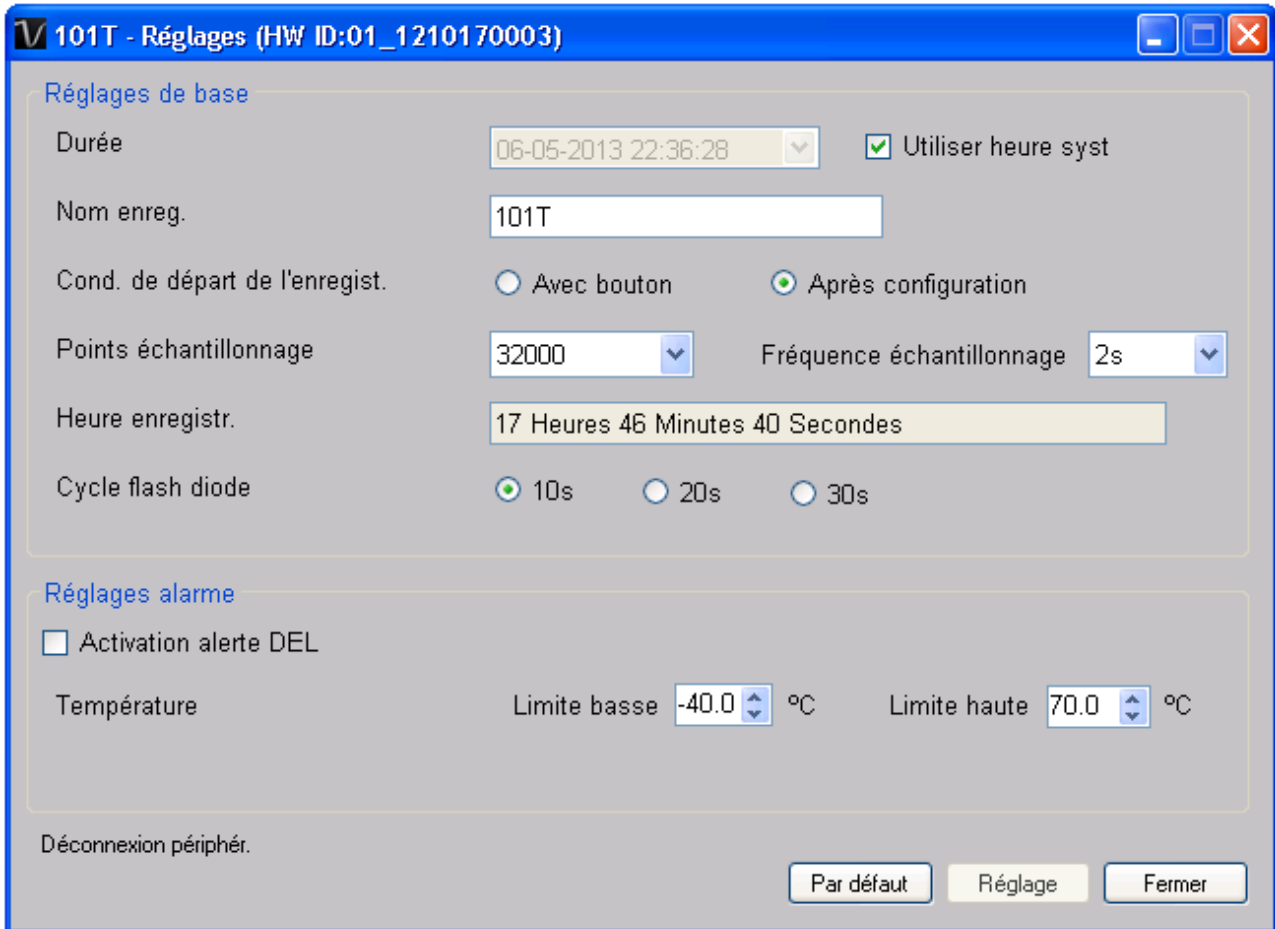 101T - Réglages (HW ID:01_1210170003)
Réglages de base
Durée 06-05-2013 22:36:28 Utiliser heure syst
Nom enreg. 101T
Cond. de départ de l'enregist. Avec bouton Après configuration
Points échantillonnage 32000 Fréquence échantillonnage 2s
Heure enregistr. 17 Heures 46 Minutes 40 Secondes
Cycle flash diode 10s 20s 30s
Réglages alarme
Activation alerte DEL
Température Limite basse -40.0 ºC Limite haute 70.0 ºC
Déconnexion périphér.
Par défaut Réglage Fermer